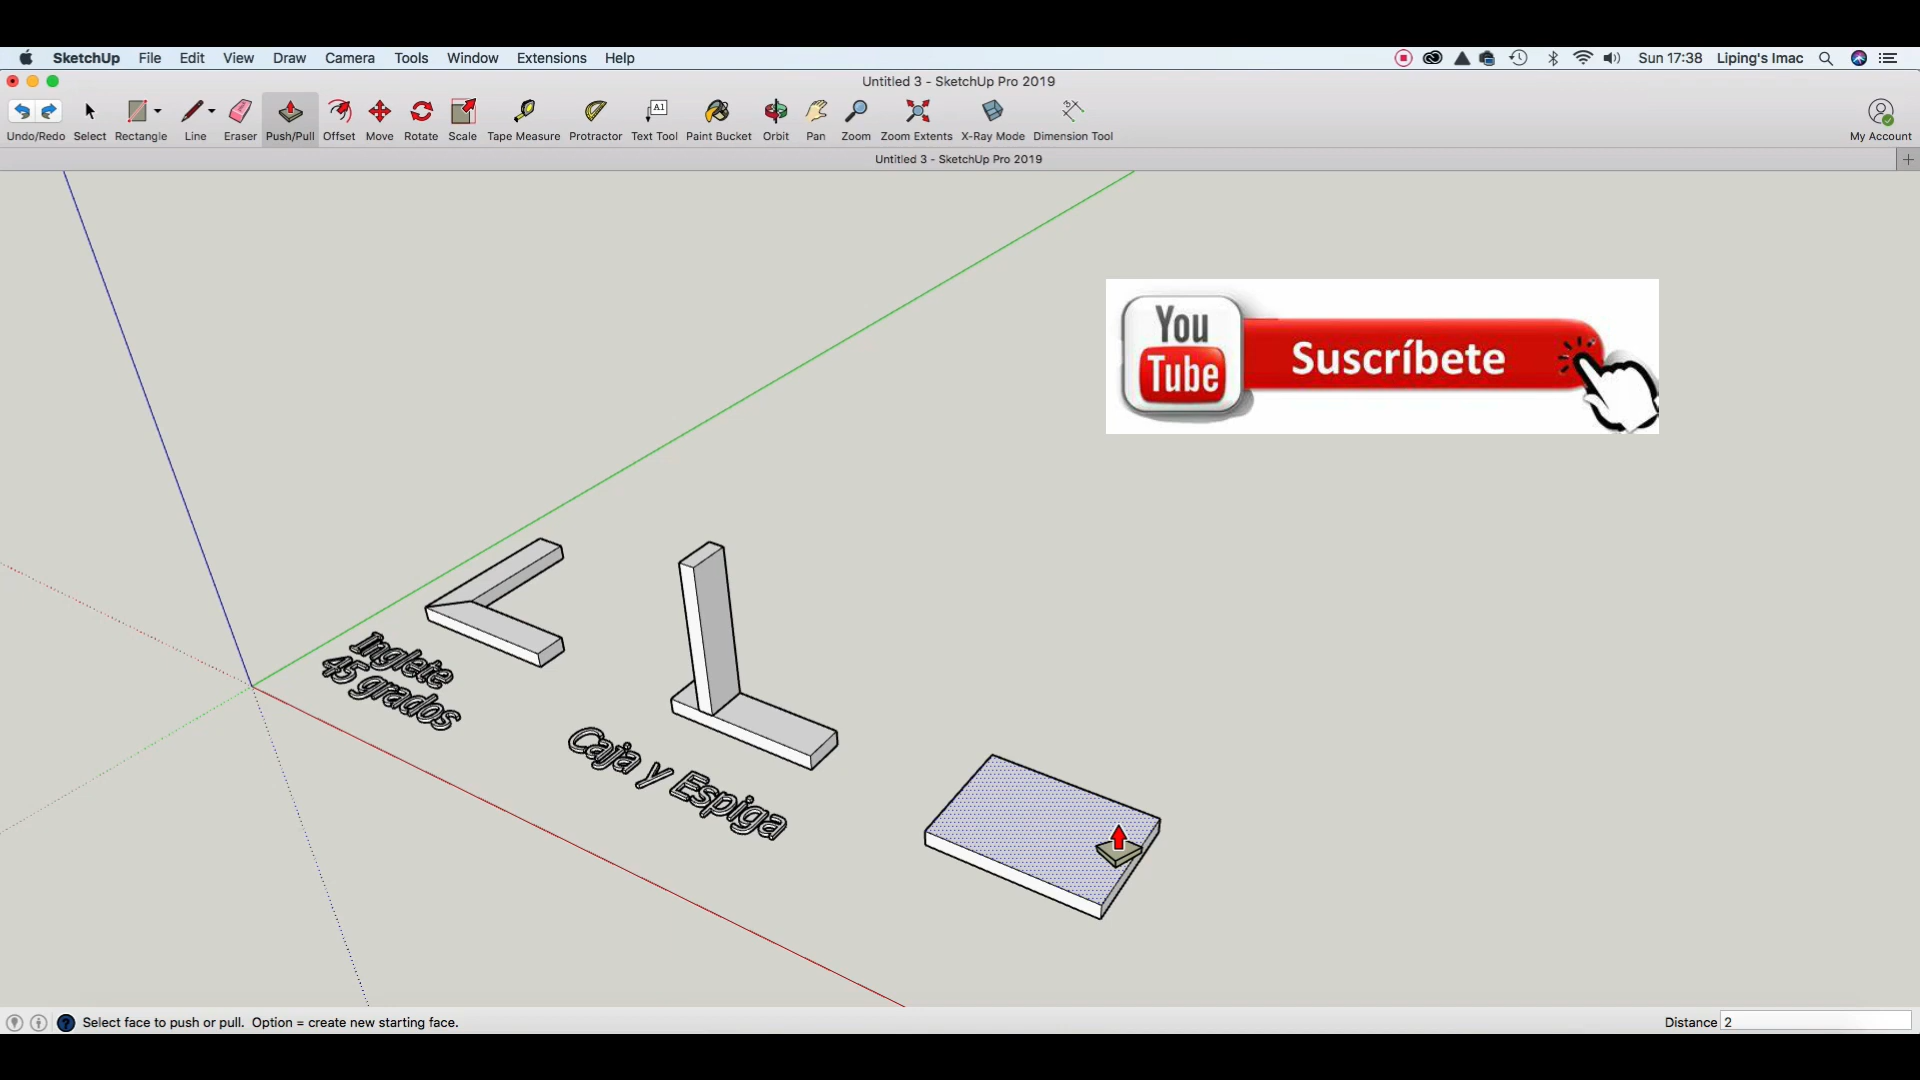 SketchUp File Edit View Draw Camera Tools Window Extensions Help Sun 17:38 Liping's Imac
Untitled 3 - SketchUp Pro 2019
Undo/Redo Select Rectangle Line Eraser Push/Pull Offset Move Rotate Scale Tape Measure Protractor A1 Text Tool Paint Bucket Orbit Pan Zoom Zoom Extents X-Ray Mode Dimension Tool My Account
Untitled 3 - SketchUp Pro 2019
You
Tube
Suscríbete
Inglete
45 grados
Caja y Espiga
Select face to push or pull. Option = create new starting face.
Distance 2